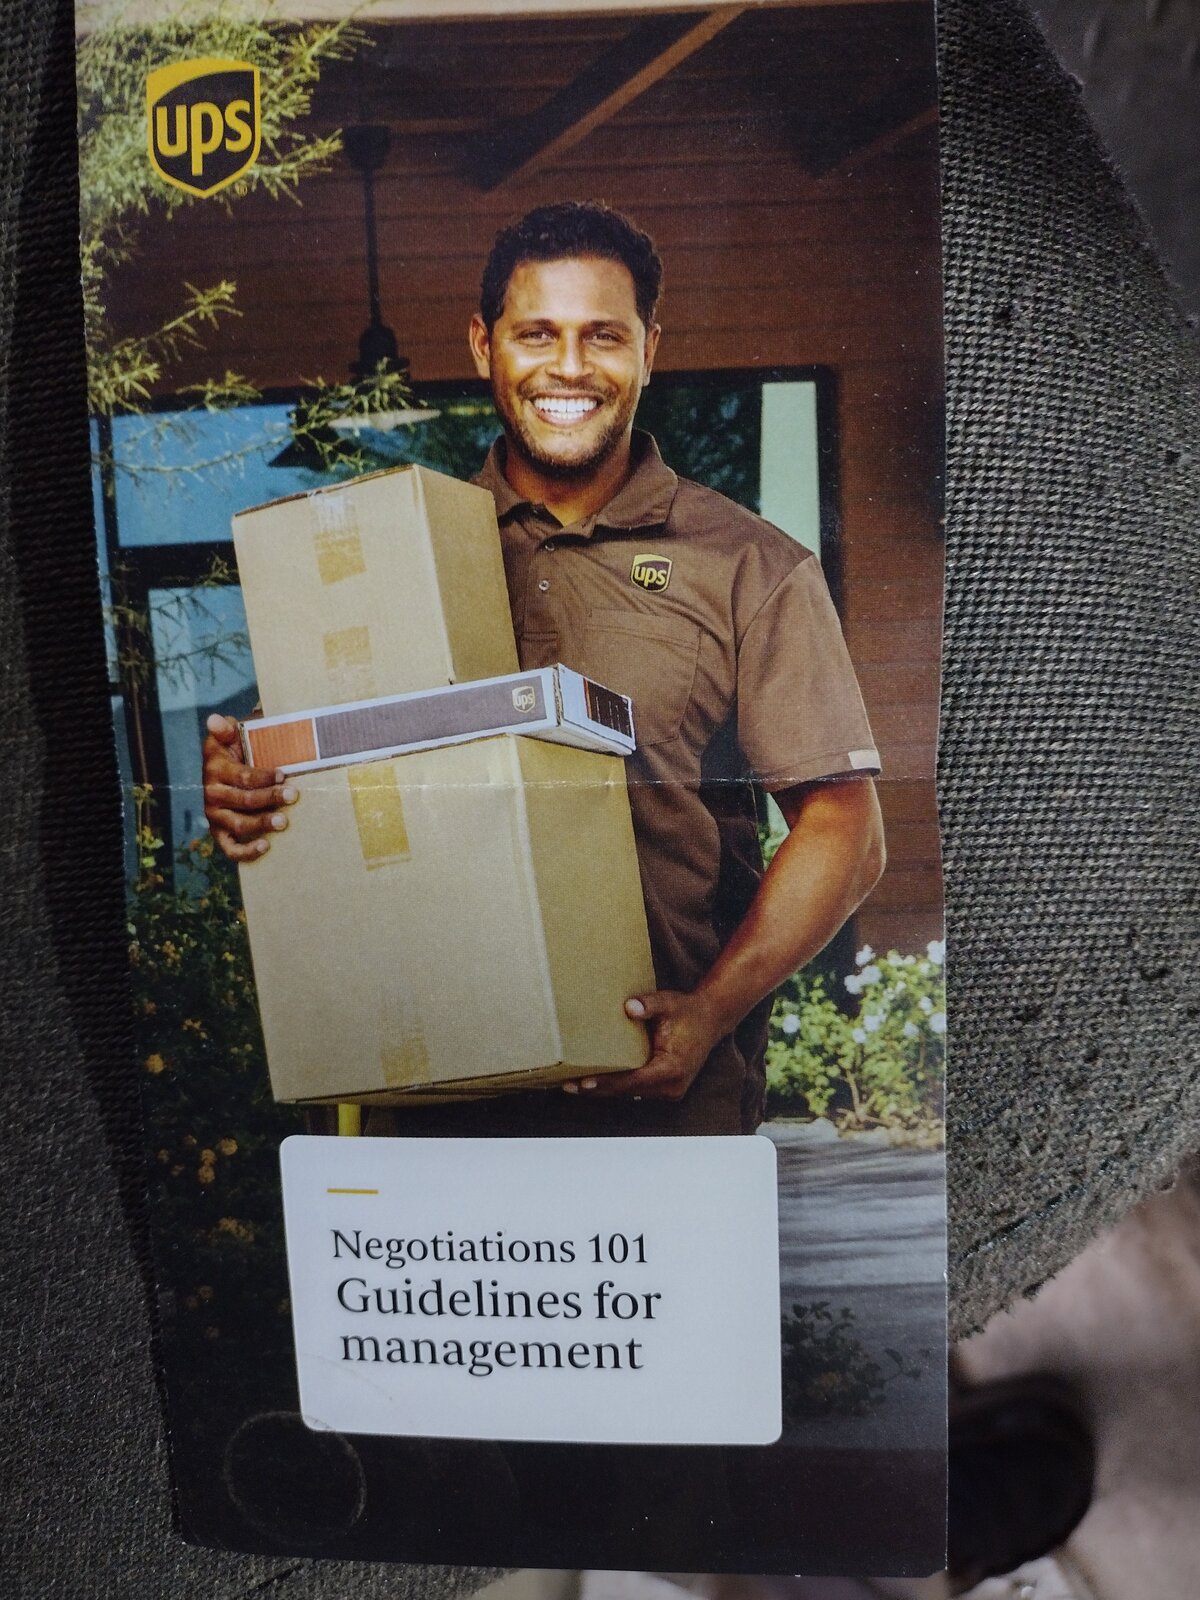 ups
ups
ups
Negotiations 101
Guidelines for
management